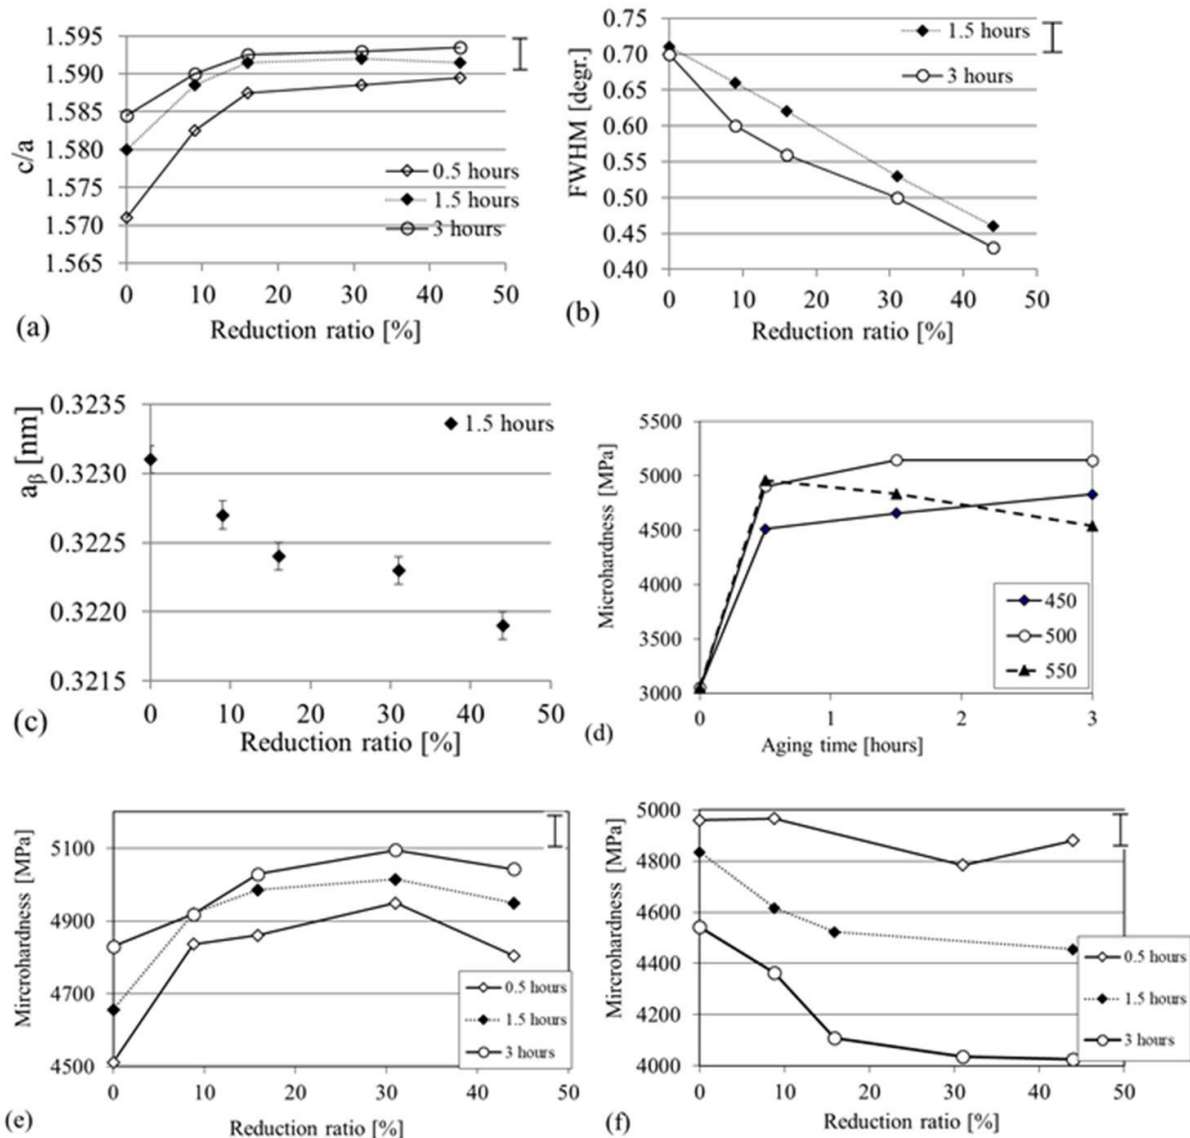 c/a
1.595
1.590
1.585
1.580
1.575
1.570
1.565
0.5 hours
1.5 hours
3 hours
0 10 20 30 40 50
(a) Reduction ratio [%]
FWHM [degr.]
0.75
0.70
0.65
0.60
0.55
0.50
0.45
0.40
1.5 hours
3 hours
0 10 20 30 40 50
(b) Reduction ratio [%]
aβ [nm]
0.3235
0.3230
0.3225
0.3220
0.3215
1.5 hours
0 10 20 30 40 50
(c) Reduction ratio [%]
Microhardness [MPa]
5500
5000
4500
4000
3500
3000
450
500
550
0 1 2 3
(d) Aging time [hours]
Mircrohardness [MPa]
5100
4900
4700
4500
0.5 hours
1.5 hours
3 hours
0 10 20 30 40 50
(e) Reduction ratio [%]
Mircrohardness [MPa]
5000
4800
4600
4400
4200
4000
0.5 hours
1.5 hours
3 hours
0 10 20 30 40 50
(f) Reduction ratio [%]